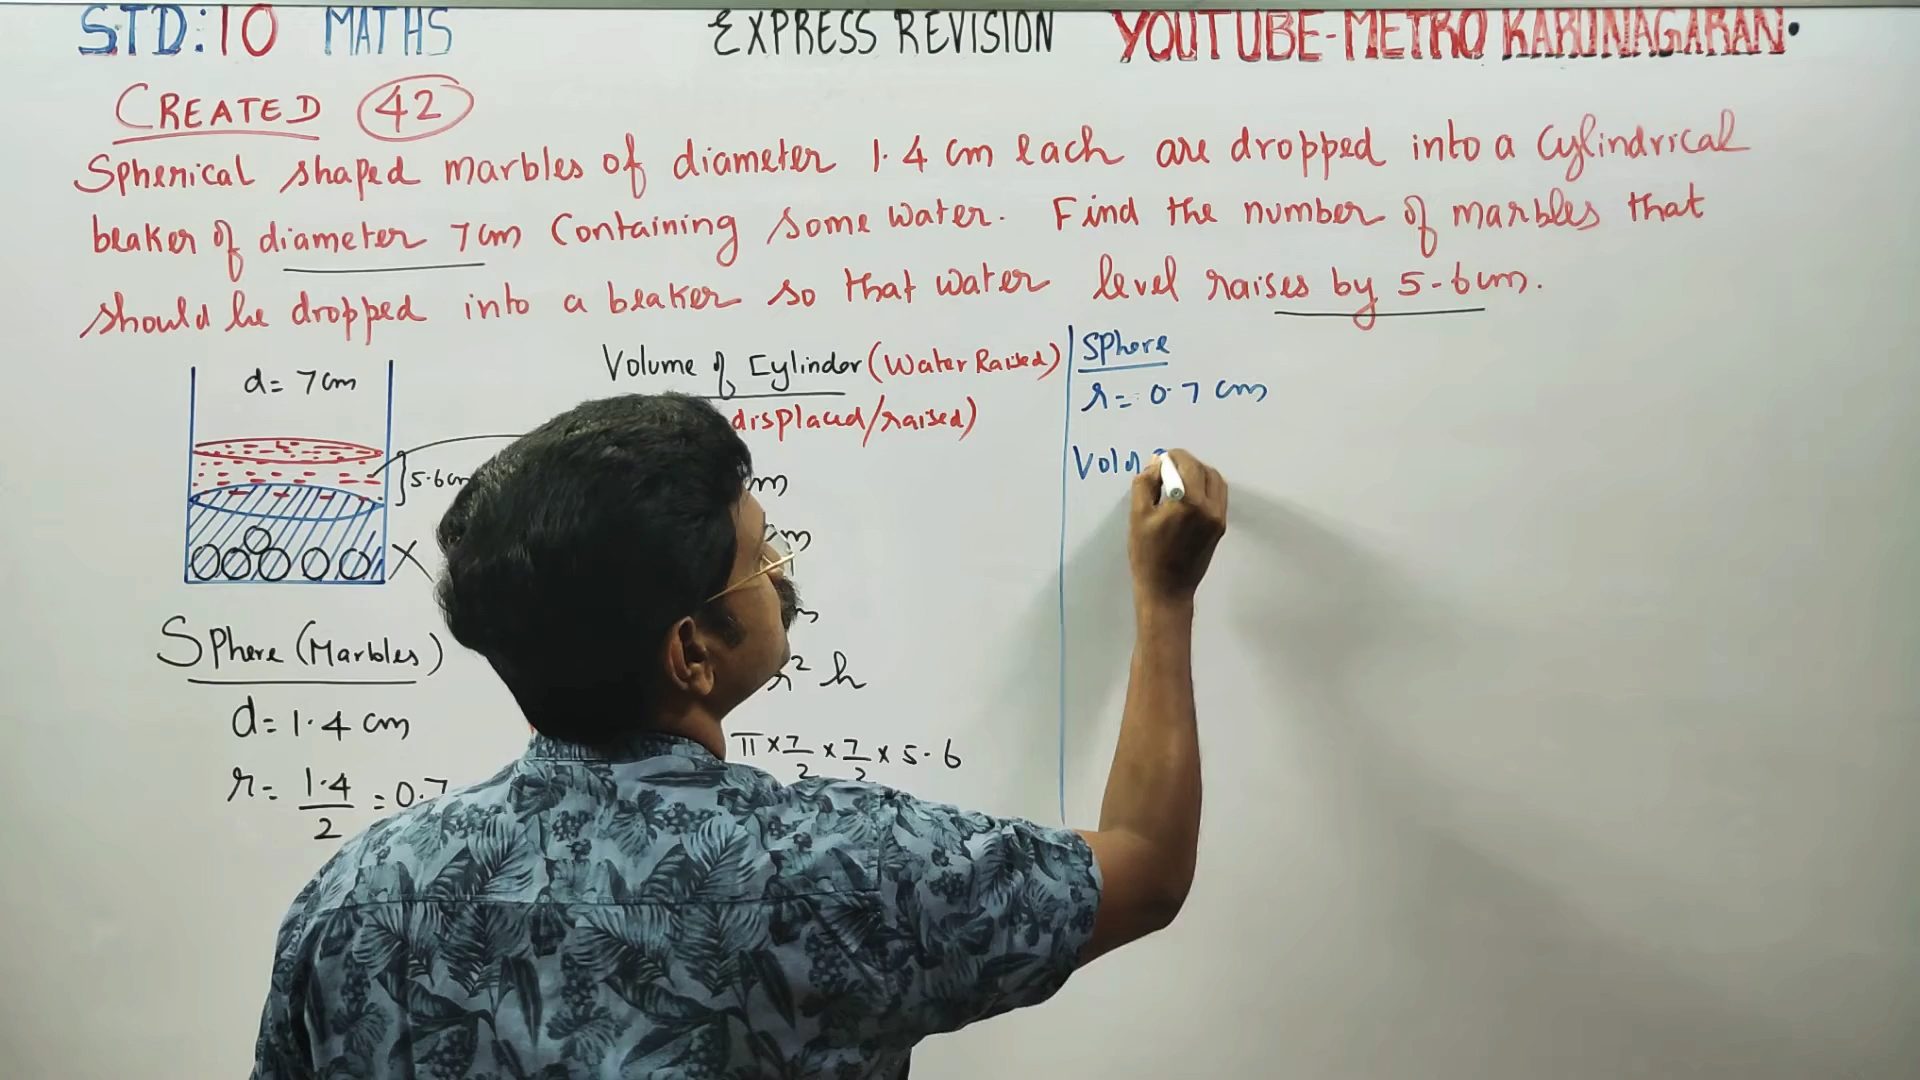 STD:10 MATHS EXPRESS REVISION YOUTUBE-METRO KARUNAGARAN.
CREATED 42
Spherical shaped marbles of diameter 1.4 cm each are dropped into a cylindrical
beaker of diameter 7cm Containing some water. Find the number of marbles that
should be dropped into a beaker so that water level raises by 5.6cm.
d= 7cm
5.6cm
X
Sphere (Marbles)
d= 1.4 cm
r= 1.4/2 = 0.7
Volume of Cylinder (Water Raised)
displaced/raised)
m
m
² h
π × 7/2 × 7/2 × 5.6
Sphere
r= 0.7 cm
Vol